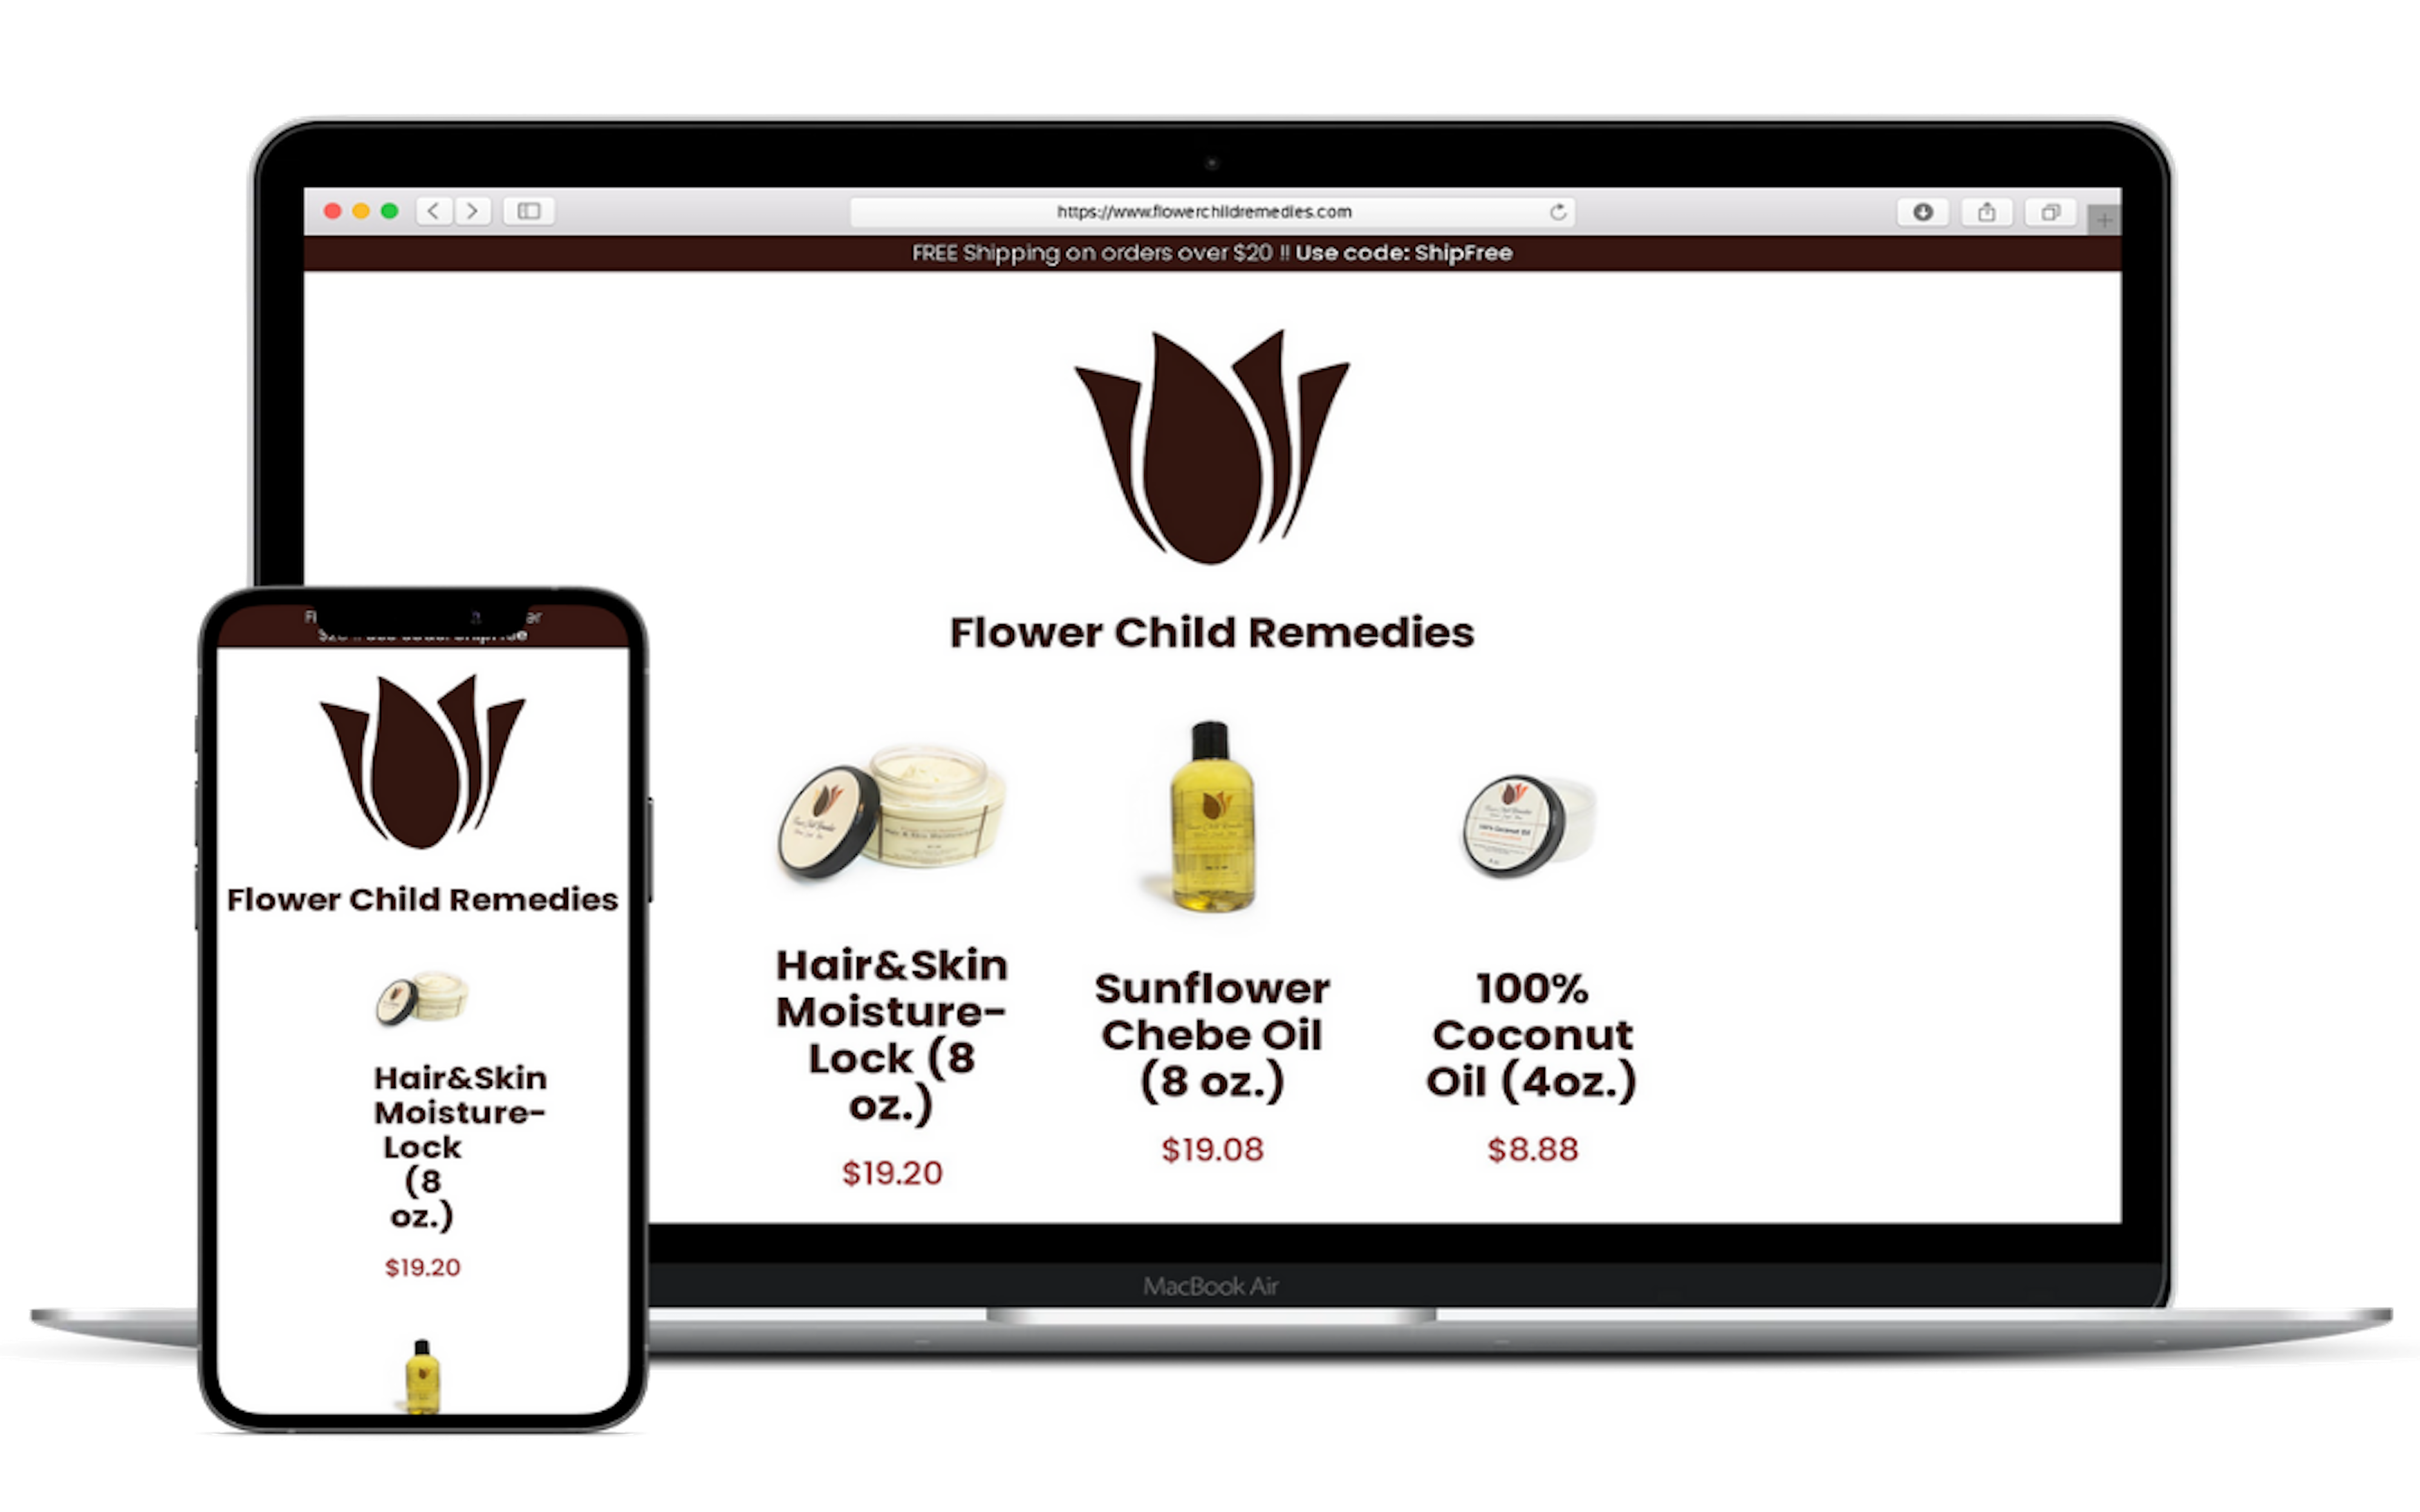 https://www.flowerchildremedies.com
FREE Shipping on orders over $20 !! Use code: ShipFree
Flower Child Remedies
Hair&Skin
Moisture-
Lock (8
oz.)
$19.20
Sunflower
Chebe Oil
(8 oz.)
$19.08
100%
Coconut
Oil (4oz.)
$8.88
MacBook Air
Flower Child Remedies
Hair&Skin
Moisture-
Lock
(8
oz.)
$19.20